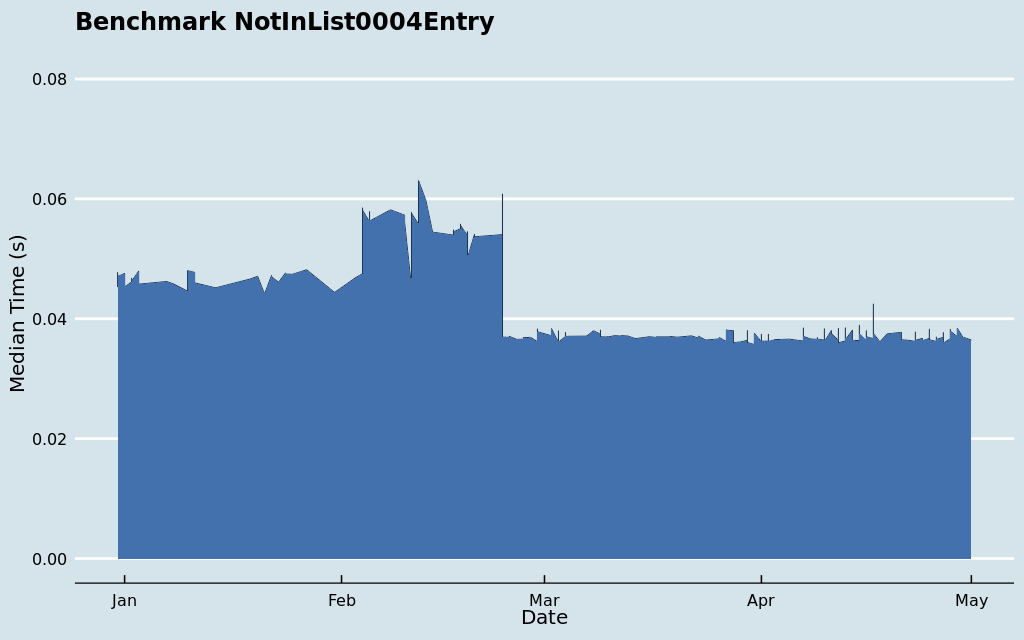 Benchmark NotInList0004Entry
Median Time (s)
0.08
0.06
0.04
0.02
0.00
Jan Feb Mar Apr May
Date